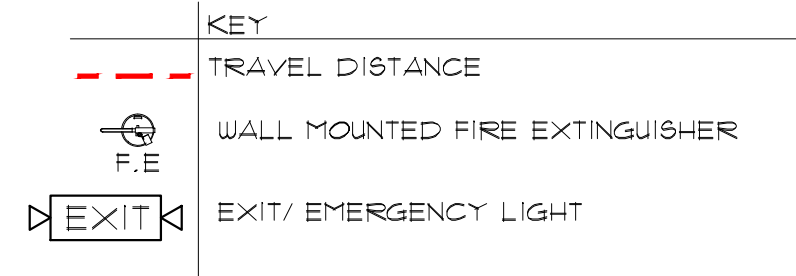 KEY
TRAVEL DISTANCE
WALL MOUNTED FIRE EXTINGUISHER
F.E
EXIT EXIT/ EMERGENCY LIGHT